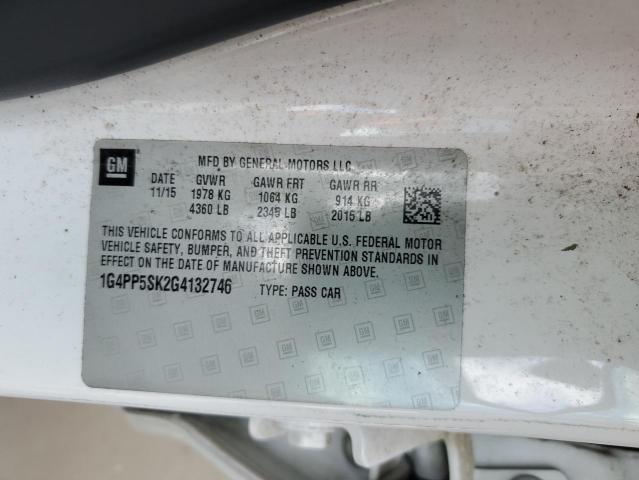 GM
MFD BY GENERAL MOTORS LLC
DATE GVWR GAWR FRT GAWR RR
11/15 1978 KG 1064 KG 914 KG
4360 LB 2345 LB 2015 LB
THIS VEHICLE CONFORMS TO ALL APPLICABLE U.S. FEDERAL MOTOR
VEHICLE SAFETY, BUMPER, AND THEFT PREVENTION STANDARDS IN
EFFECT ON THE DATE OF MANUFACTURE SHOWN ABOVE.
1G4PP5SK2G4132746 TYPE: PASS CAR